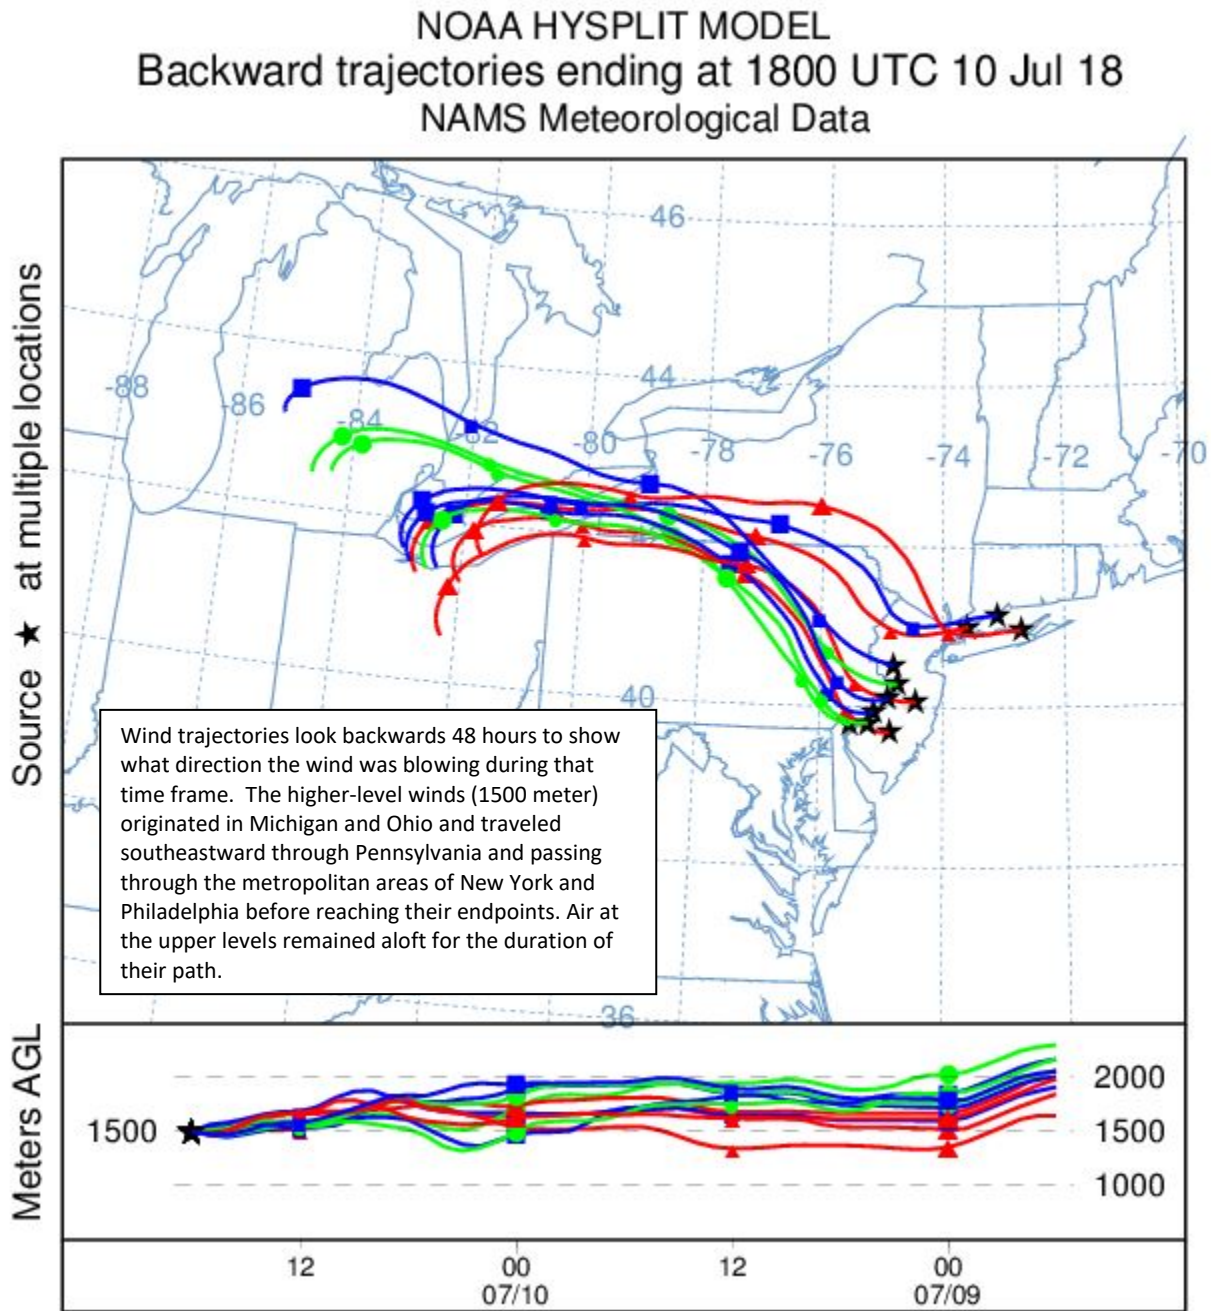 NOAA HYSPLIT MODEL
Backward trajectories ending at 1800 UTC 10 Jul 18
NAMS Meteorological Data
Source ★ at multiple locations
46
44
-88
-86
-84
-82
-80
-78
-76
-74
-72
-70
42
40
Wind trajectories look backwards 48 hours to show
what direction the wind was blowing during that
time frame.  The higher-level winds (1500 meter)
originated in Michigan and Ohio and traveled
southeastward through Pennsylvania and passing
through the metropolitan areas of New York and
Philadelphia before reaching their endpoints. Air at
the upper levels remained aloft for the duration of
their path.
36
Meters AGL
1500
2000
1500
1000
12 00 12 00
07/10 07/09